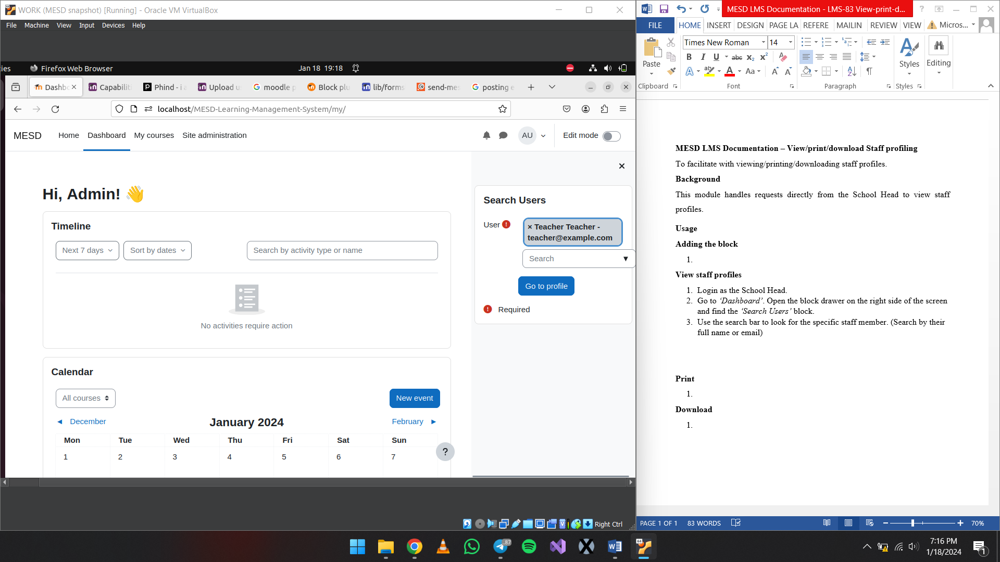 WORK (MESD snapshot) [Running] - Oracle VM VirtualBox
File Machine View Input Devices Help
ies Firefox Web Browser Jan 18 19:18
Dashbo Capabiliti Phind - i a Upload u moodle p Block plu lib/forms send-mes posting e
localhost/MESD-Learning-Management-System/my/
MESD Home Dashboard My courses Site administration AU Edit mode
Hi, Admin! 👋
Timeline
Next 7 days Sort by dates Search by activity type or name
No activities require action
Calendar
All courses New event
◄ December January 2024 February ►
Mon Tue Wed Thu Fri Sat Sun
1 2 3 4 5 6 7
?
Search Users
User
× Teacher Teacher -
teacher@example.com
Search ▼
Go to profile
Required
Right Ctrl
MESD LMS Documentation - LMS-83 View-print-d...
FILE HOME INSERT DESIGN PAGE LA REFERE MAILIN REVIEW VIEW Micros...
Times New Roman 14
Paste Styles Editing
Clipboard Font Paragraph Styles
MESD LMS Documentation – View/print/download Staff profiling
To facilitate with viewing/printing/downloading staff profiles.
Background
This module handles requests directly from the School Head to view staff
profiles.
Usage
Adding the block
1.
View staff profiles
1. Login as the School Head.
2. Go to ‘Dashboard’. Open the block drawer on the right side of the screen
and find the ‘Search Users’ block.
3. Use the search bar to look for the specific staff member. (Search by their
full name or email)
Print
1.
Download
1.
PAGE 1 OF 1 83 WORDS 70%
..87
64
7:16 PM
1/18/2024
1